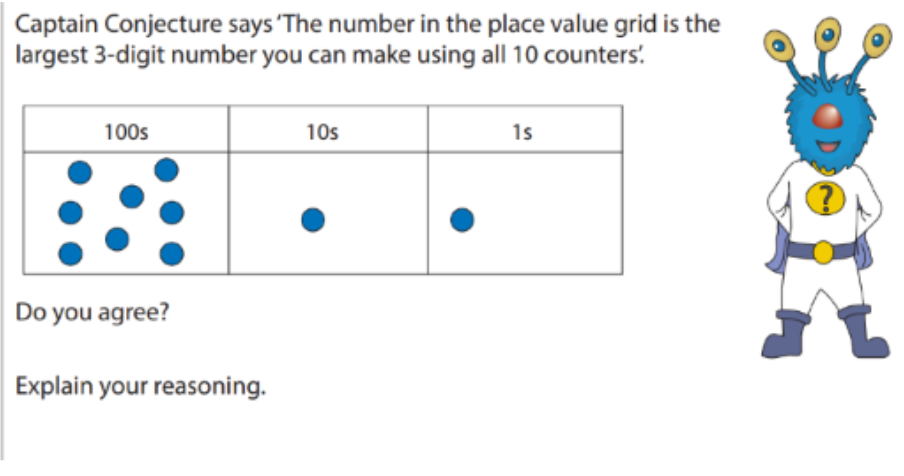 Captain Conjecture says ‘The number in the place value grid is the
largest 3-digit number you can make using all 10 counters’.
100s 10s 1s
?
Do you agree?
Explain your reasoning.